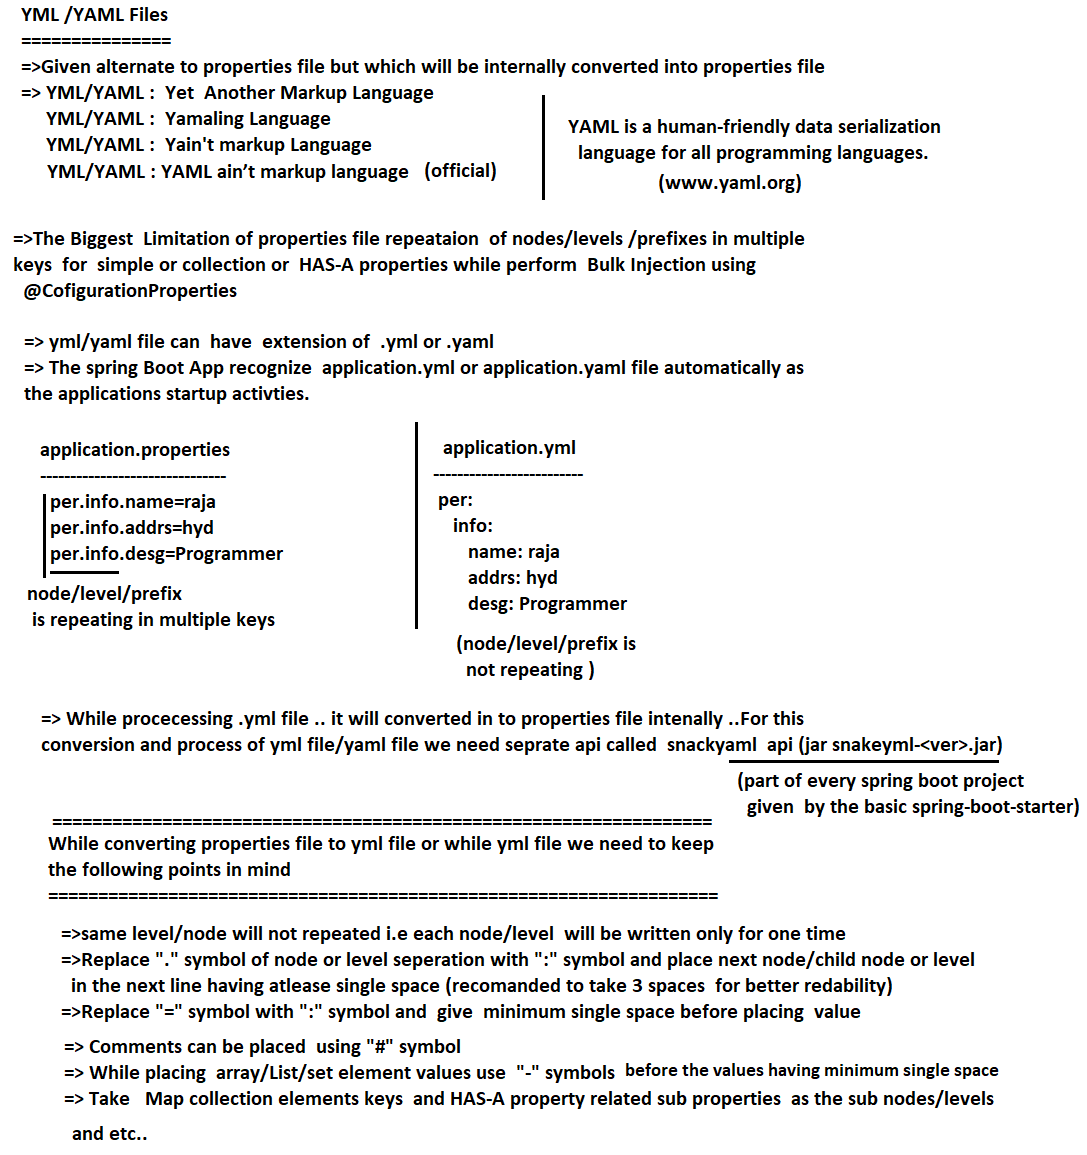 YML /YAML Files
===============
=>Given alternate to properties file but which will be internally converted into properties file
=> YML/YAML :  Yet  Another Markup Language
YML/YAML :  Yamaling Language
YML/YAML :  Yain't markup Language
YML/YAML : YAML ain’t markup language   (official)
YAML is a human-friendly data serialization
language for all programming languages.
(www.yaml.org)
=>The Biggest  Limitation of properties file repeataion  of nodes/levels /prefixes in multiple
keys  for  simple or collection or  HAS-A properties while perform  Bulk Injection using
@CofigurationProperties
=> yml/yaml file can  have  extension of  .yml or .yaml
=> The spring Boot App recognize  application.yml or application.yaml file automatically as
the applications startup activties.
application.properties
-------------------------------
per.info.name=raja
per.info.addrs=hyd
per.info.desg=Programmer
node/level/prefix
is repeating in multiple keys
application.yml
-------------------------
per:
info:
name: raja
addrs: hyd
desg: Programmer
(node/level/prefix is
not repeating )
=> While procecessing .yml file .. it will converted in to properties file intenally ..For this
conversion and process of yml file/yaml file we need seprate api called  snackyaml  api (jar snakeyml-<ver>.jar)
(part of every spring boot project
given  by the basic spring-boot-starter)
==================================================================
While converting properties file to yml file or while yml file we need to keep
the following points in mind
===================================================================
=>same level/node will not repeated i.e each node/level  will be written only for one time
=>Replace "." symbol of node or level seperation with ":" symbol and place next node/child node or level
in the next line having atlease single space (recomanded to take 3 spaces  for better redability)
=>Replace "=" symbol with ":" symbol and  give  minimum single space before placing  value
=> Comments can be placed  using "#" symbol
=> While placing  array/List/set element values use  "-" symbols  before the values having minimum single space
=> Take   Map collection elements keys  and HAS-A property related sub properties  as the sub nodes/levels
and etc..